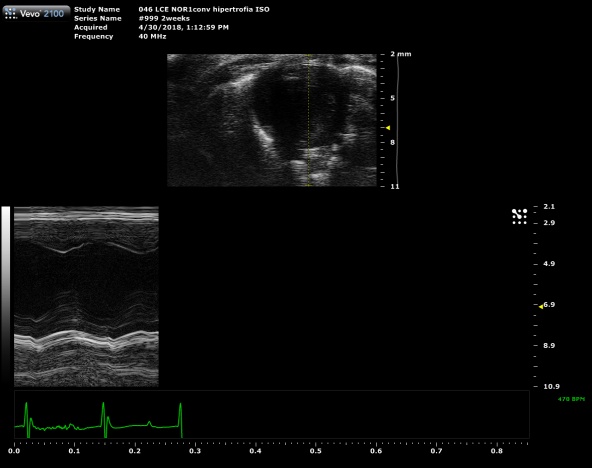 Vevo 2100
Study Name 046 LCE NOR1conv hipertrofia ISO
Series Name #999 2weeks
Acquired 4/30/2018, 1:12:59 PM
Frequency 40 MHz
2 mm
5
8
11
2.1
2.9
4.9
6.9
8.9
10.9
470 BPM
0.0 0.1 0.2 0.3 0.4 0.5 0.6 0.7 0.8